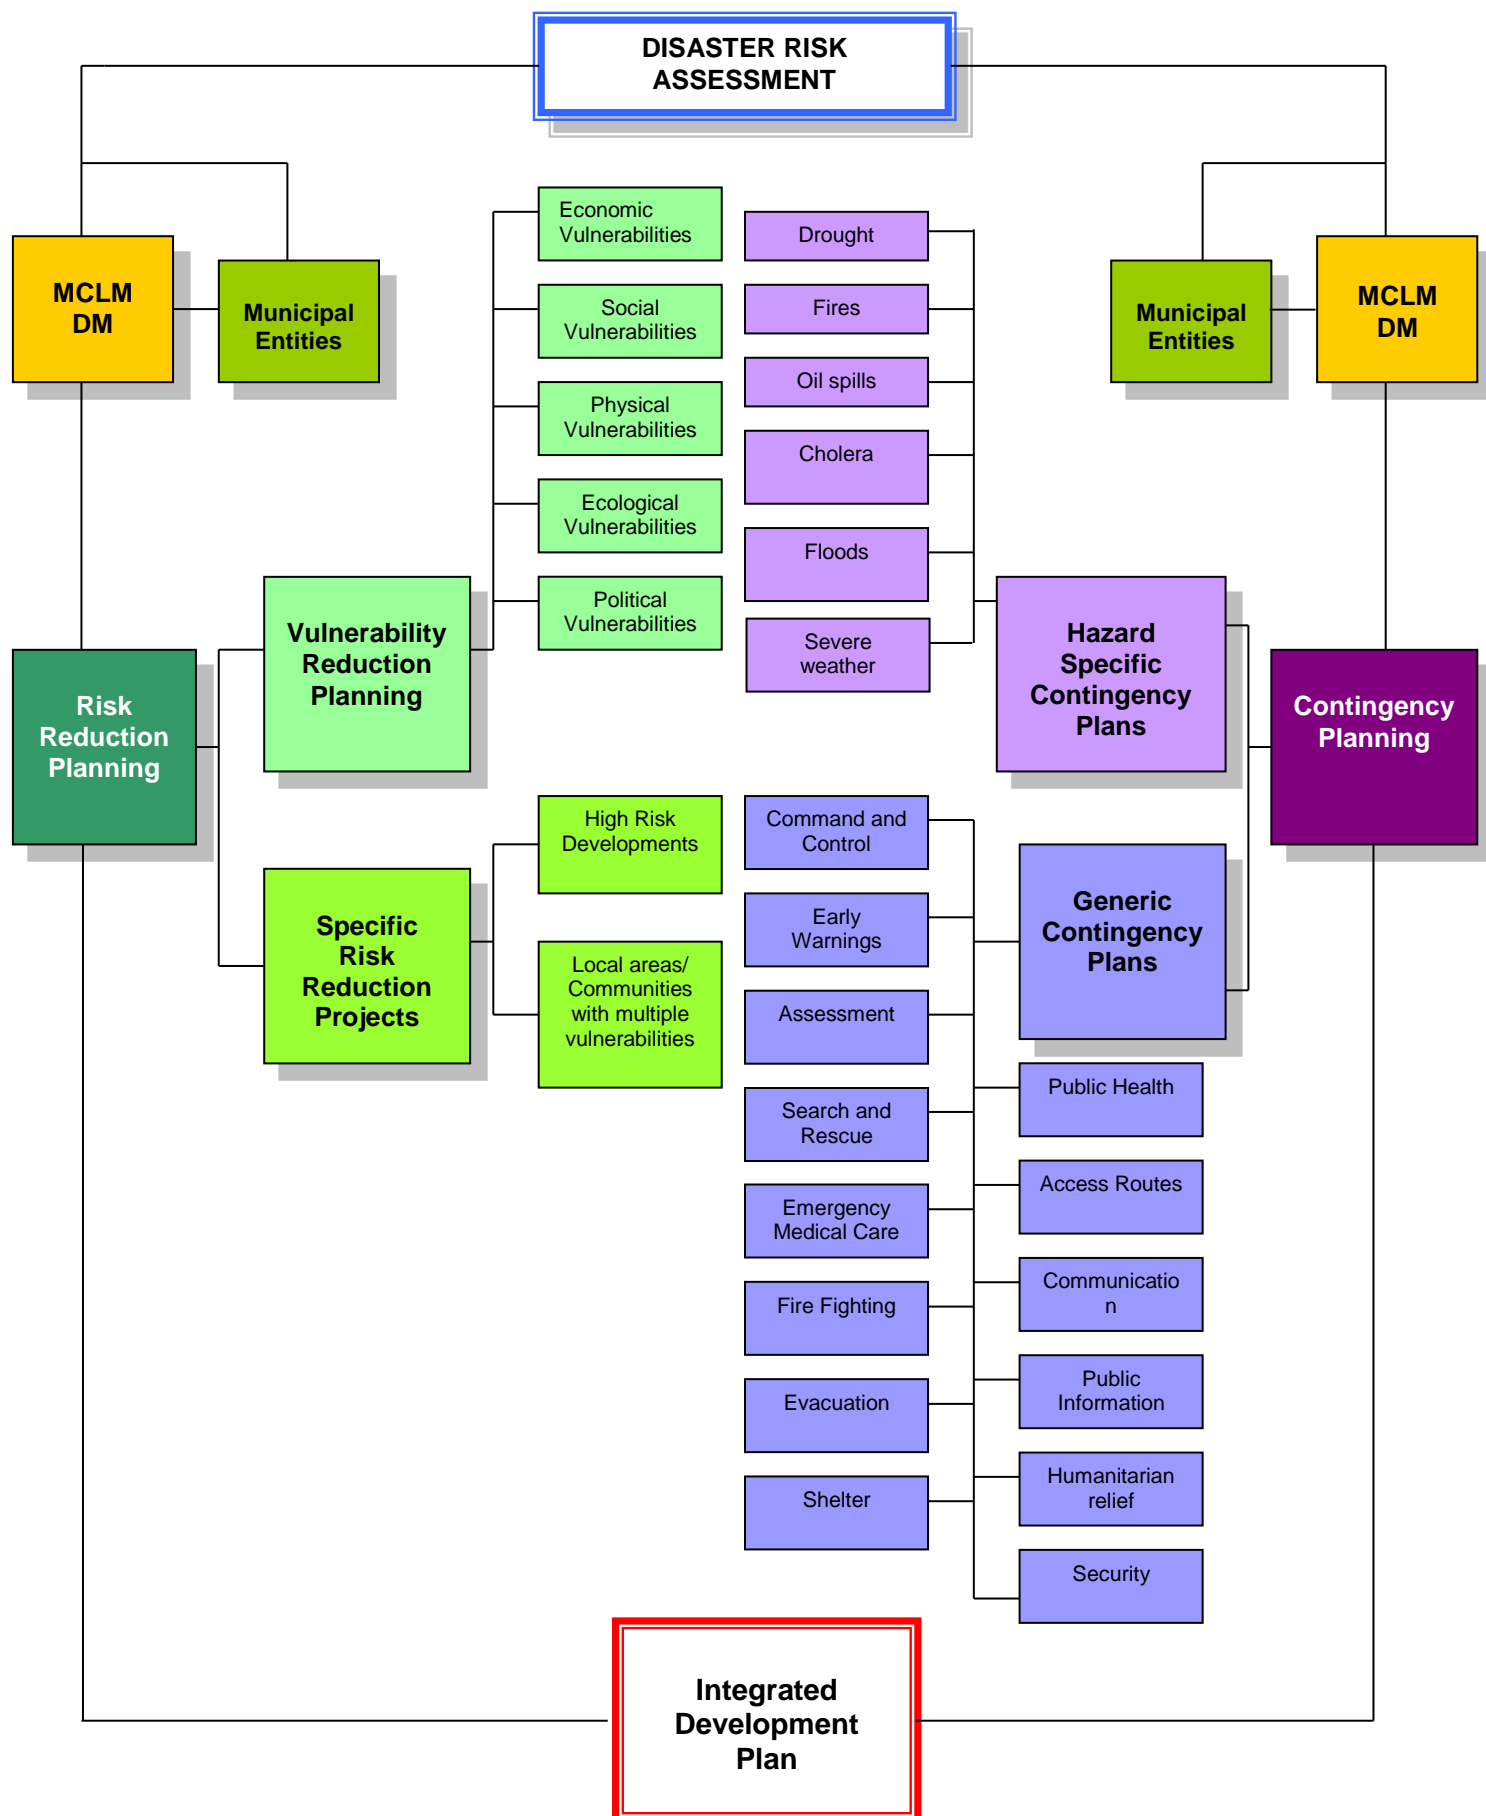 DISASTER RISK
ASSESSMENT
MCLM
DM
Municipal
Entities
Economic
Vulnerabilities
Social
Vulnerabilities
Physical
Vulnerabilities
Ecological
Vulnerabilities
Political
Vulnerabilities
Drought
Fires
Oil spills
Cholera
Floods
Severe
weather
Municipal
Entities
MCLM
DM
Risk
Reduction
Planning
Vulnerability
Reduction
Planning
Hazard
Specific
Contingency
Plans
Contingency
Planning
Specific
Risk
Reduction
Projects
High Risk
Developments
Local areas/
Communities
with multiple
vulnerabilities
Command and
Control
Early
Warnings
Assessment
Search and
Rescue
Emergency
Medical Care
Fire Fighting
Evacuation
Shelter
Generic
Contingency
Plans
Public Health
Access Routes
Communicatio
n
Public
Information
Humanitarian
relief
Security
Integrated
Development
Plan